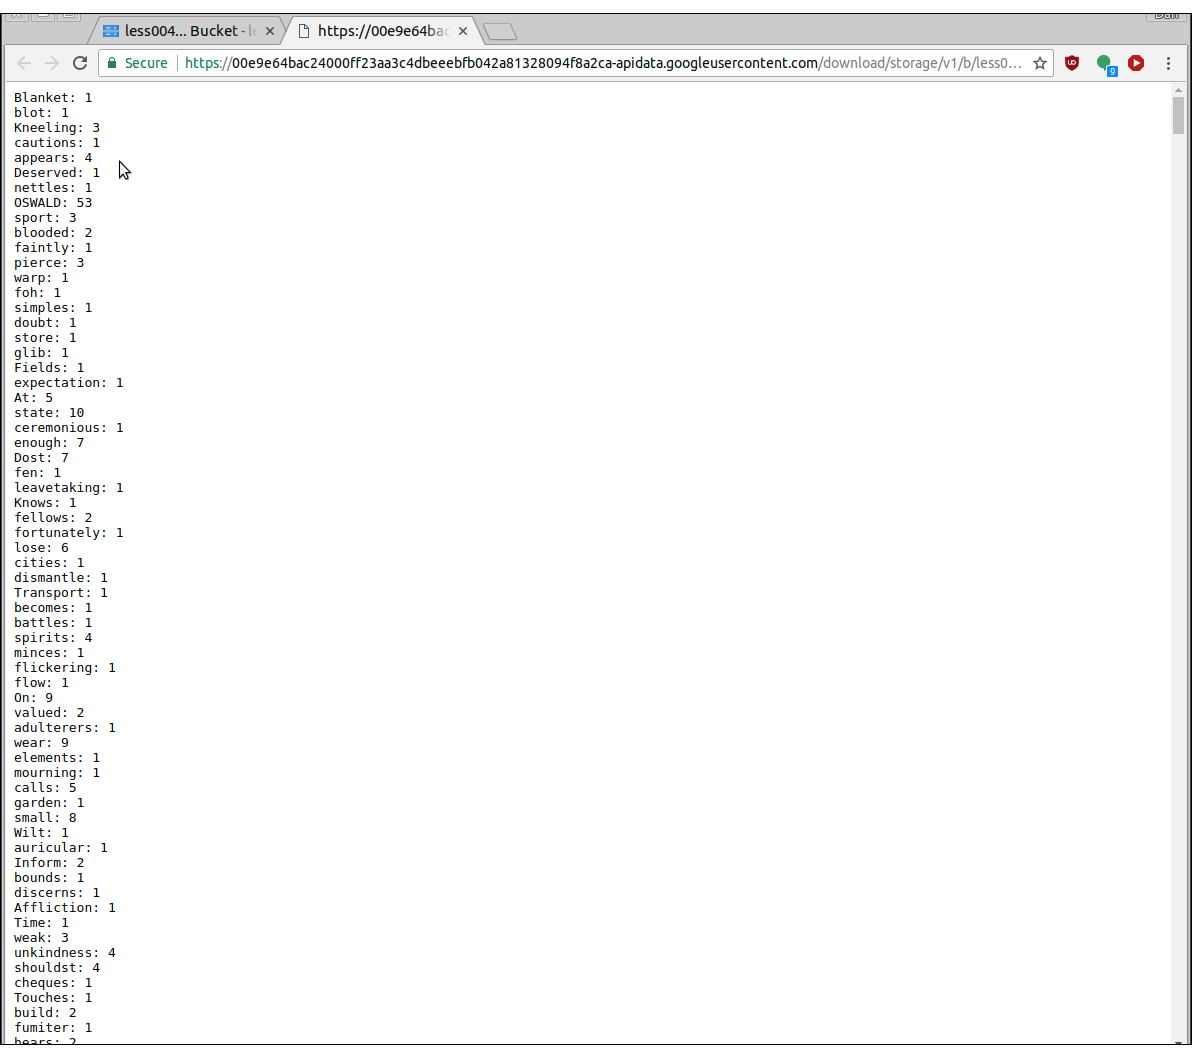 less004... Bucket - l
https://00e9e64bac
Secure
https://00e9e64bac24000ff23aa3c4dbeeebfb042a81328094f8a2ca-apidata.googleusercontent.com/download/storage/v1/b/less0...
9
Blanket: 1
blot: 1
Kneeling: 3
cautions: 1
appears: 4
Deserved: 1
nettles: 1
OSWALD: 53
sport: 3
blooded: 2
faintly: 1
pierce: 3
warp: 1
foh: 1
simples: 1
doubt: 1
store: 1
glib: 1
Fields: 1
expectation: 1
At: 5
state: 10
ceremonious: 1
enough: 7
Dost: 7
fen: 1
leavetaking: 1
Knows: 1
fellows: 2
fortunately: 1
lose: 6
cities: 1
dismantle: 1
Transport: 1
becomes: 1
battles: 1
spirits: 4
minces: 1
flickering: 1
flow: 1
On: 9
valued: 2
adulterers: 1
wear: 9
elements: 1
mourning: 1
calls: 5
garden: 1
small: 8
Wilt: 1
auricular: 1
Inform: 2
bounds: 1
discerns: 1
Affliction: 1
Time: 1
weak: 3
unkindness: 4
shouldst: 4
cheques: 1
Touches: 1
build: 2
fumiter: 1
hears: 2